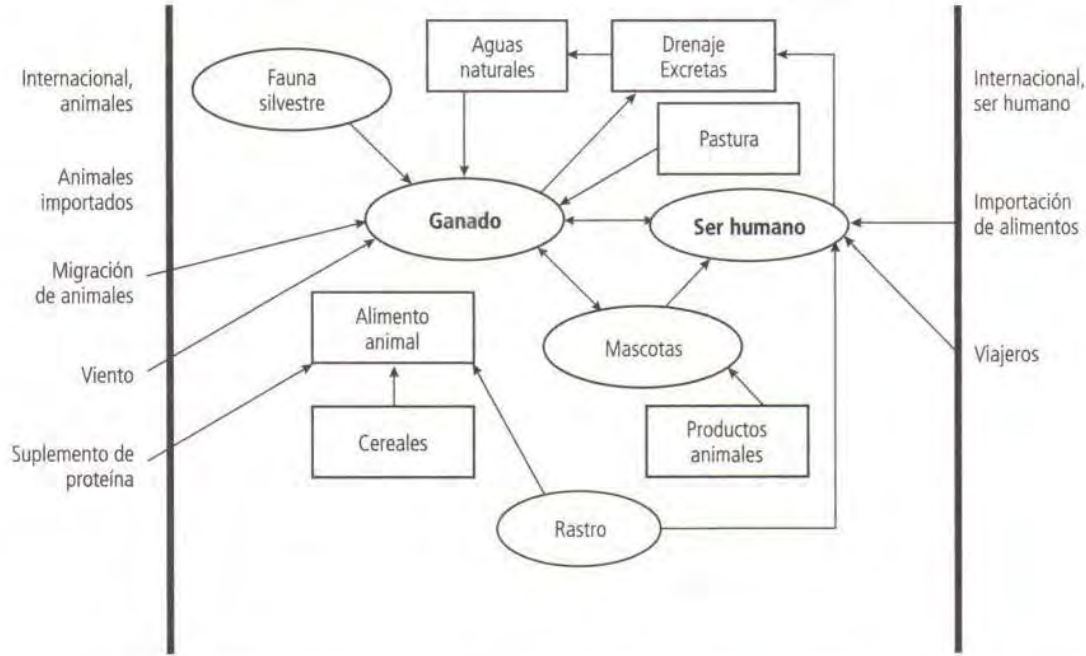 Internacional,
animales
Animales
importados
Migración
de animales
Viento
Suplemento de
proteína
Fauna
silvestre
Aguas
naturales
Drenaje
Excretas
Pastura
Ganado
Ser humano
Alimento
animal
Mascotas
Cereales
Productos
animales
Rastro
Internacional,
ser humano
Importación
de alimentos
Viajeros